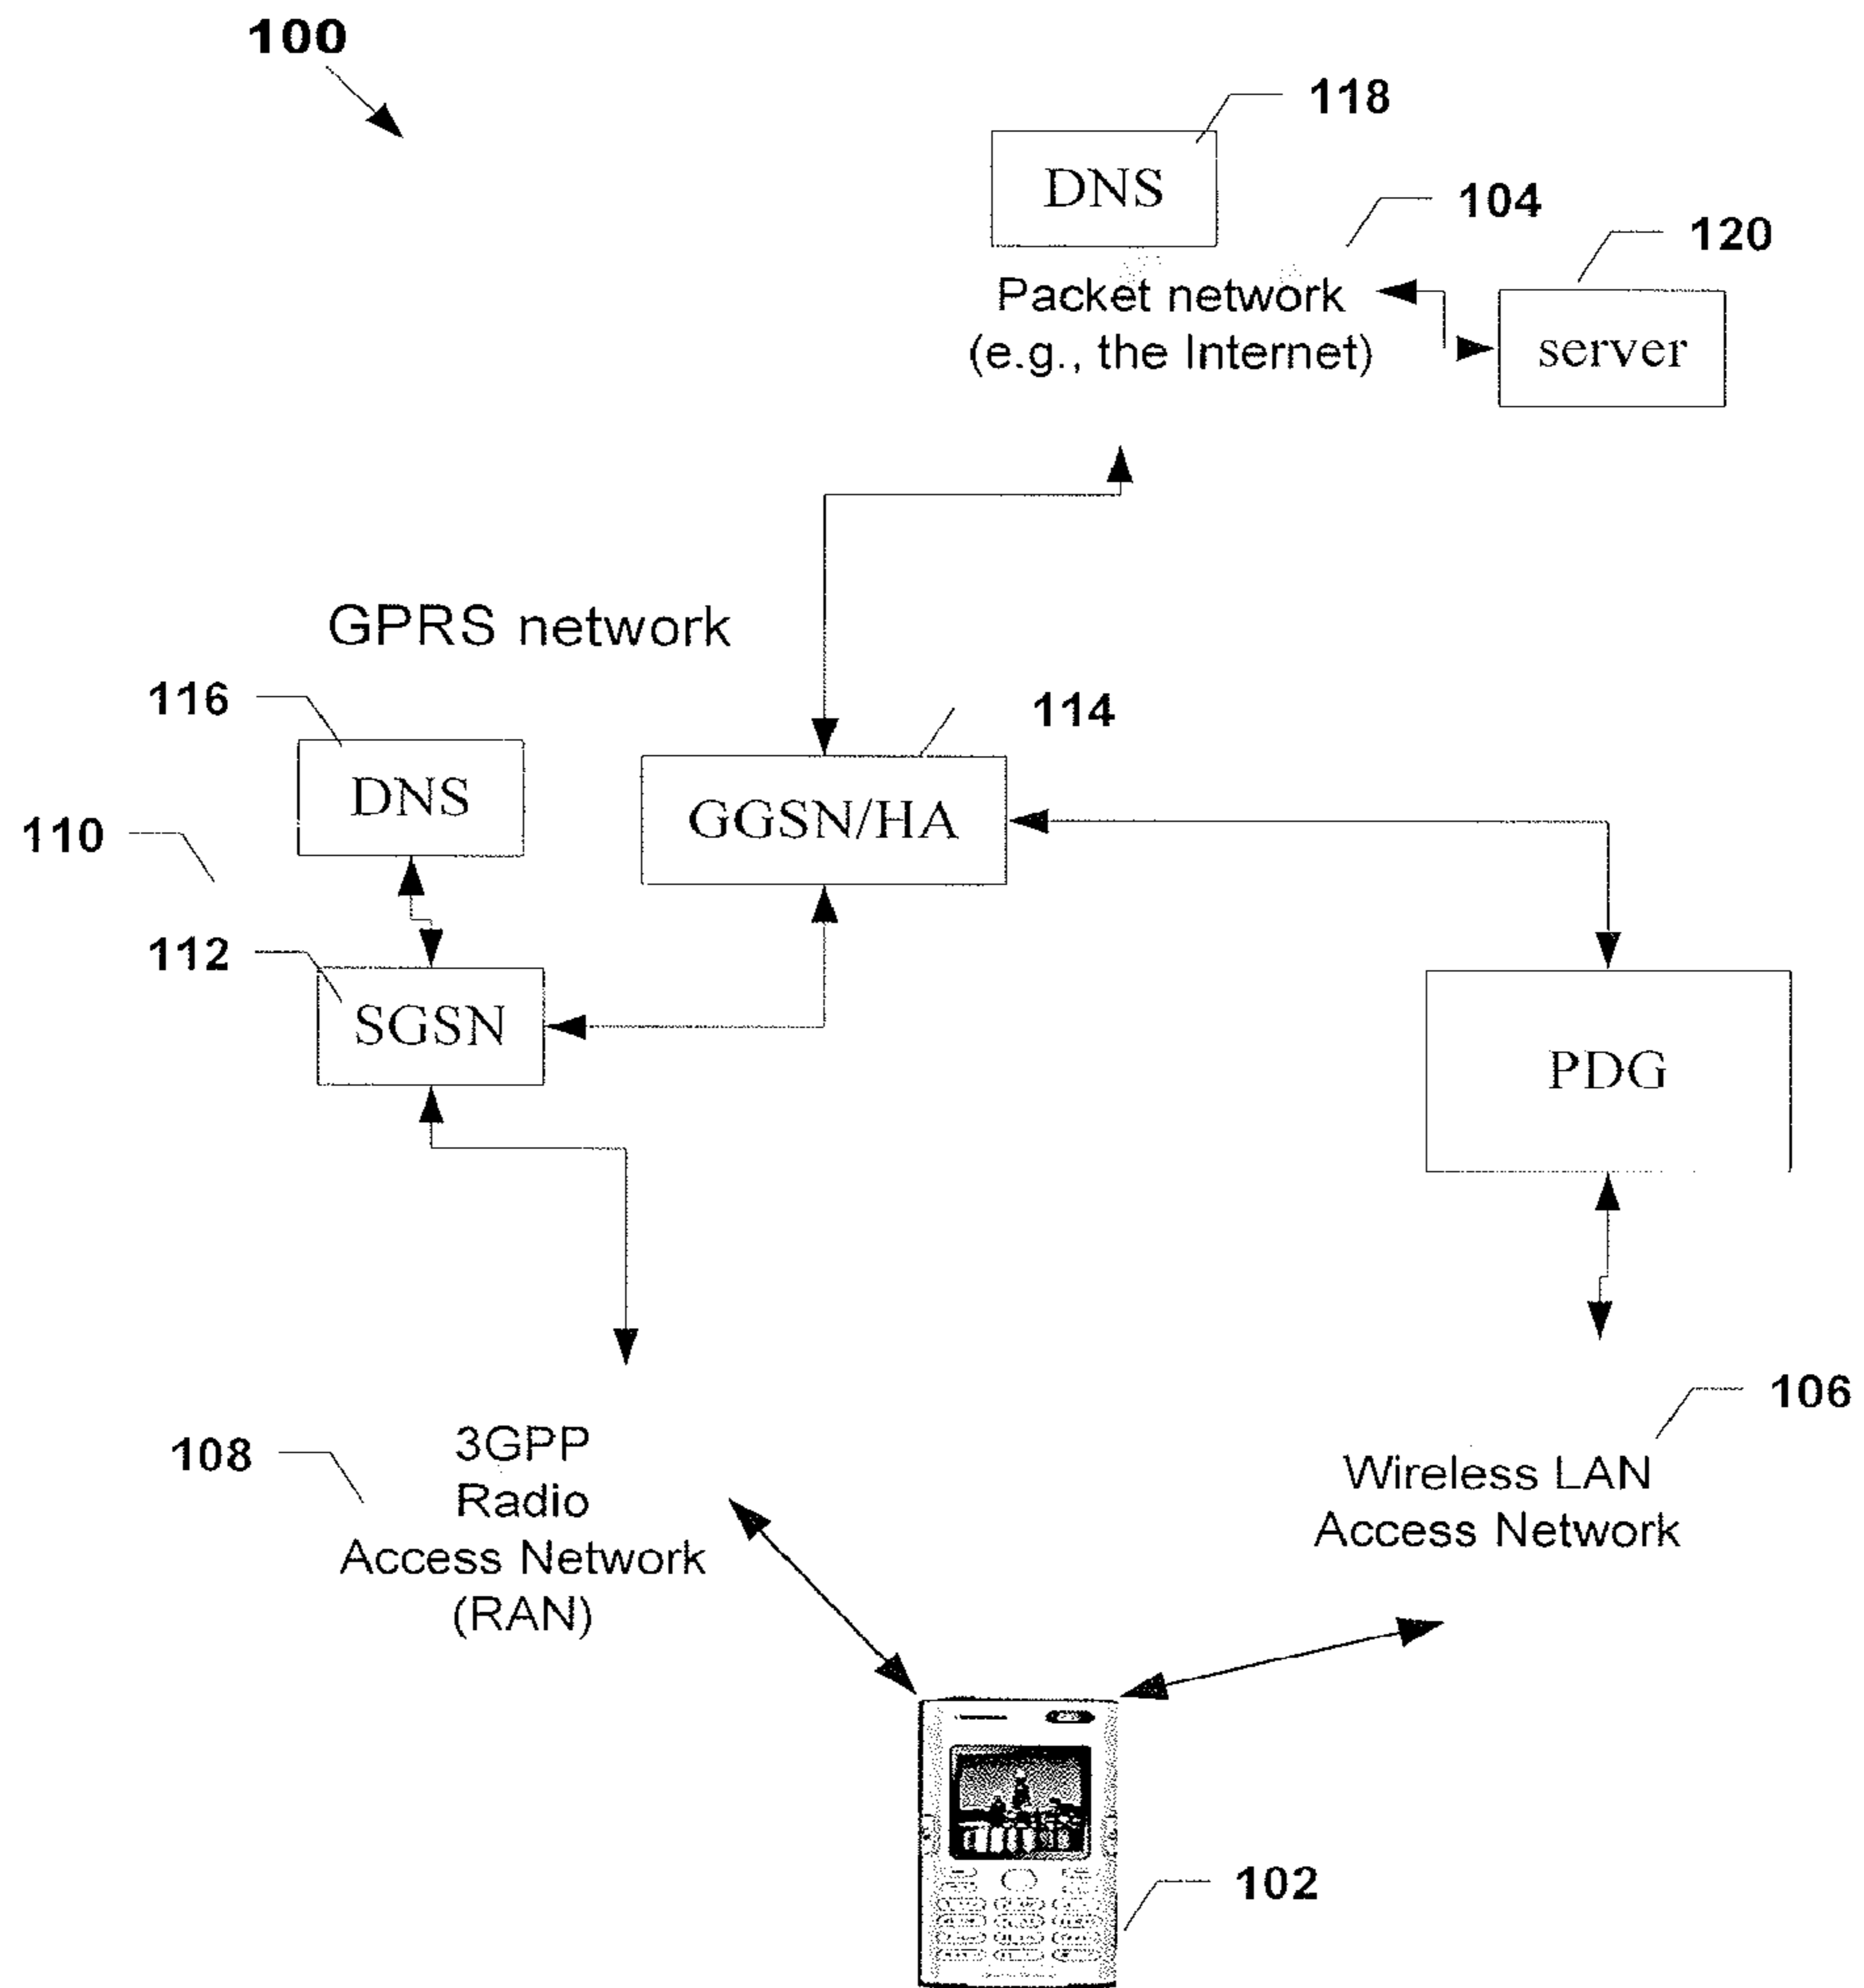 100
118
DNS
104
120
Packet network
(e.g., the Internet)
server
GPRS network
116
114
DNS
GGSN/HA
110
112
SGSN
PDG
106
108
3GPP
Radio
Access Network
(RAN)
Wireless LAN
Access Network
102